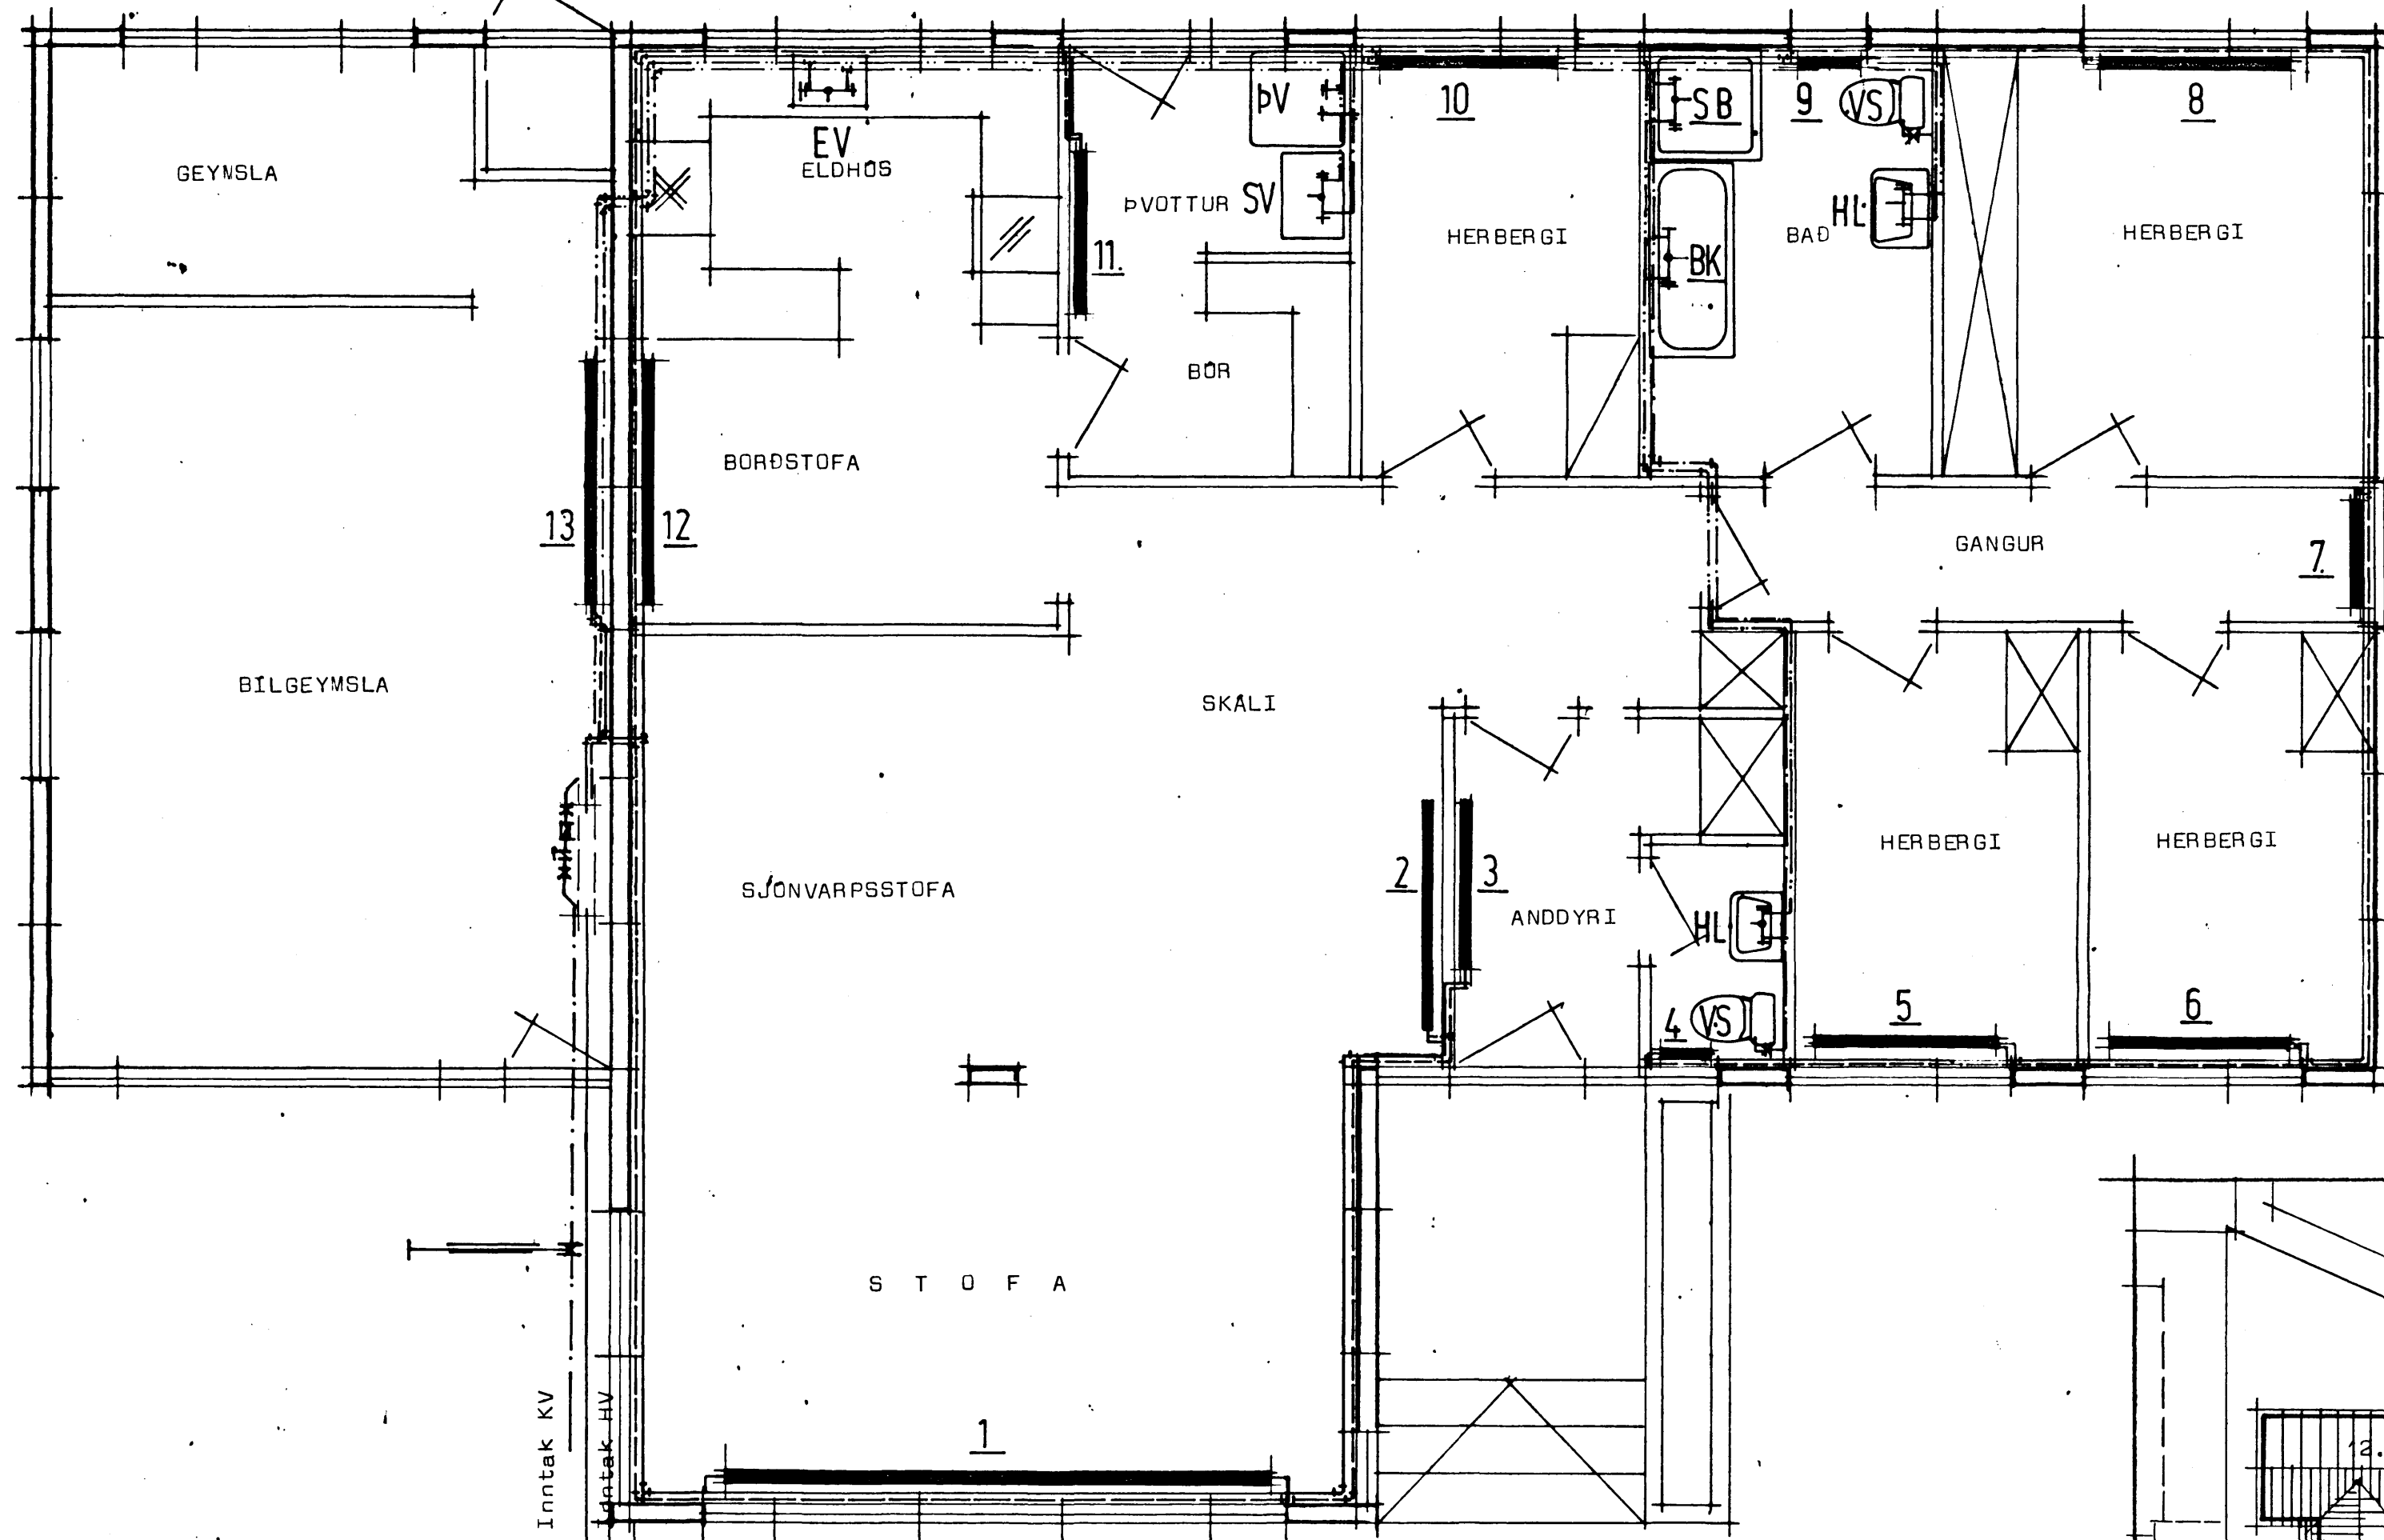 ÞV
10
SB
9
VS
8
EV
GEYMSLA
ELDHÚS
ÞVOTTUR
SV
HERBERGI
BK
BAÐ
HL
HERBERGI
11.
BÚR
BORÐSTOFA
13
12
GANGUR
7.
BÍLGEYMSLA
SKÁLI
SJÓNVARPSSTOFA
2
3
ANDDYRI
HL
HERBERGI
HERBERGI
4
VS
5
6
STOFA
1
Inntak KV
Inntak HV
2.